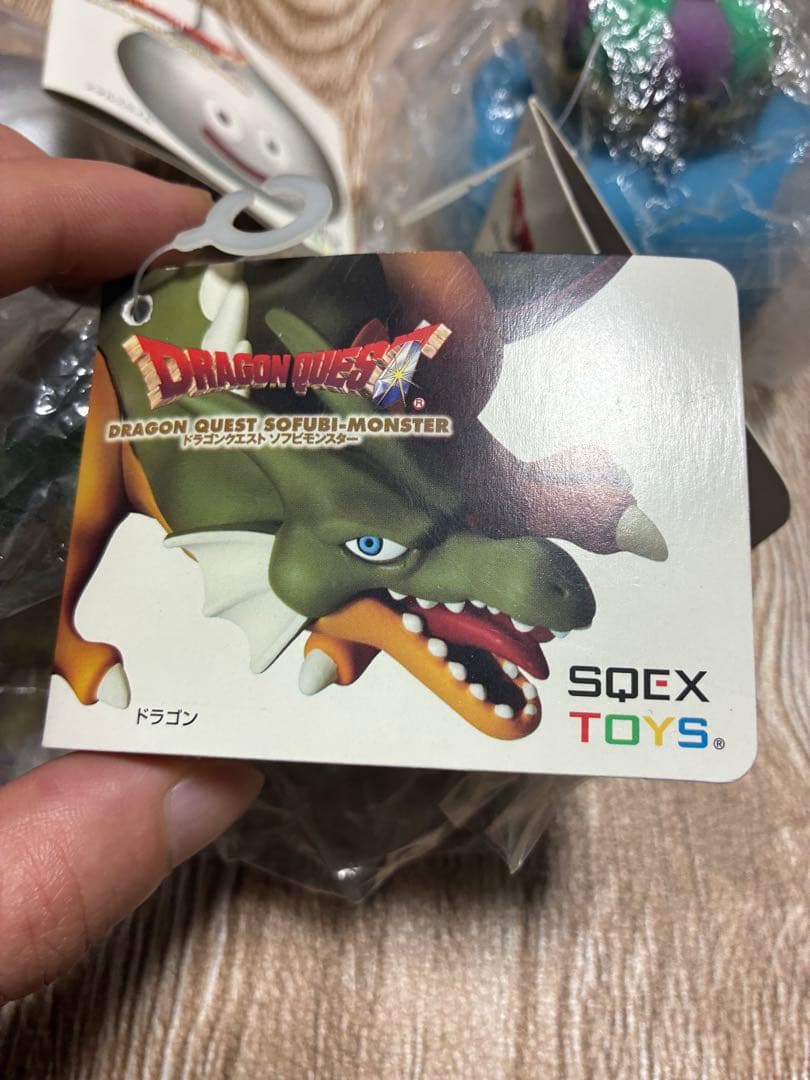 DRAGON QUEST®
DRAGON QUEST SOFUBI-MONSTER
ドラゴンクエスト ソフビモンスター
ドラゴン
SQEX
TOYS®